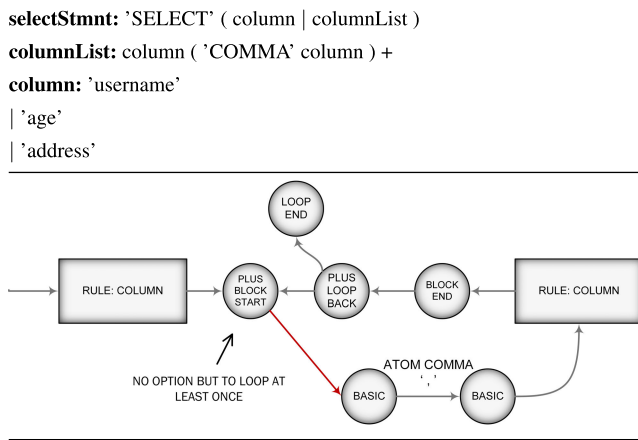 selectStmnt: ’SELECT’ ( column | columnList )
columnList: column ( ’COMMA’ column ) +
column: ’username’
| ’age’
| ’address’
LOOP
END
RULE: COLUMN
PLUS
BLOCK
START
PLUS
LOOP
BACK
BLOCK
END
RULE: COLUMN
NO OPTION BUT TO LOOP AT
LEAST ONCE
ATOM COMMA
‘ , ’
BASIC
BASIC